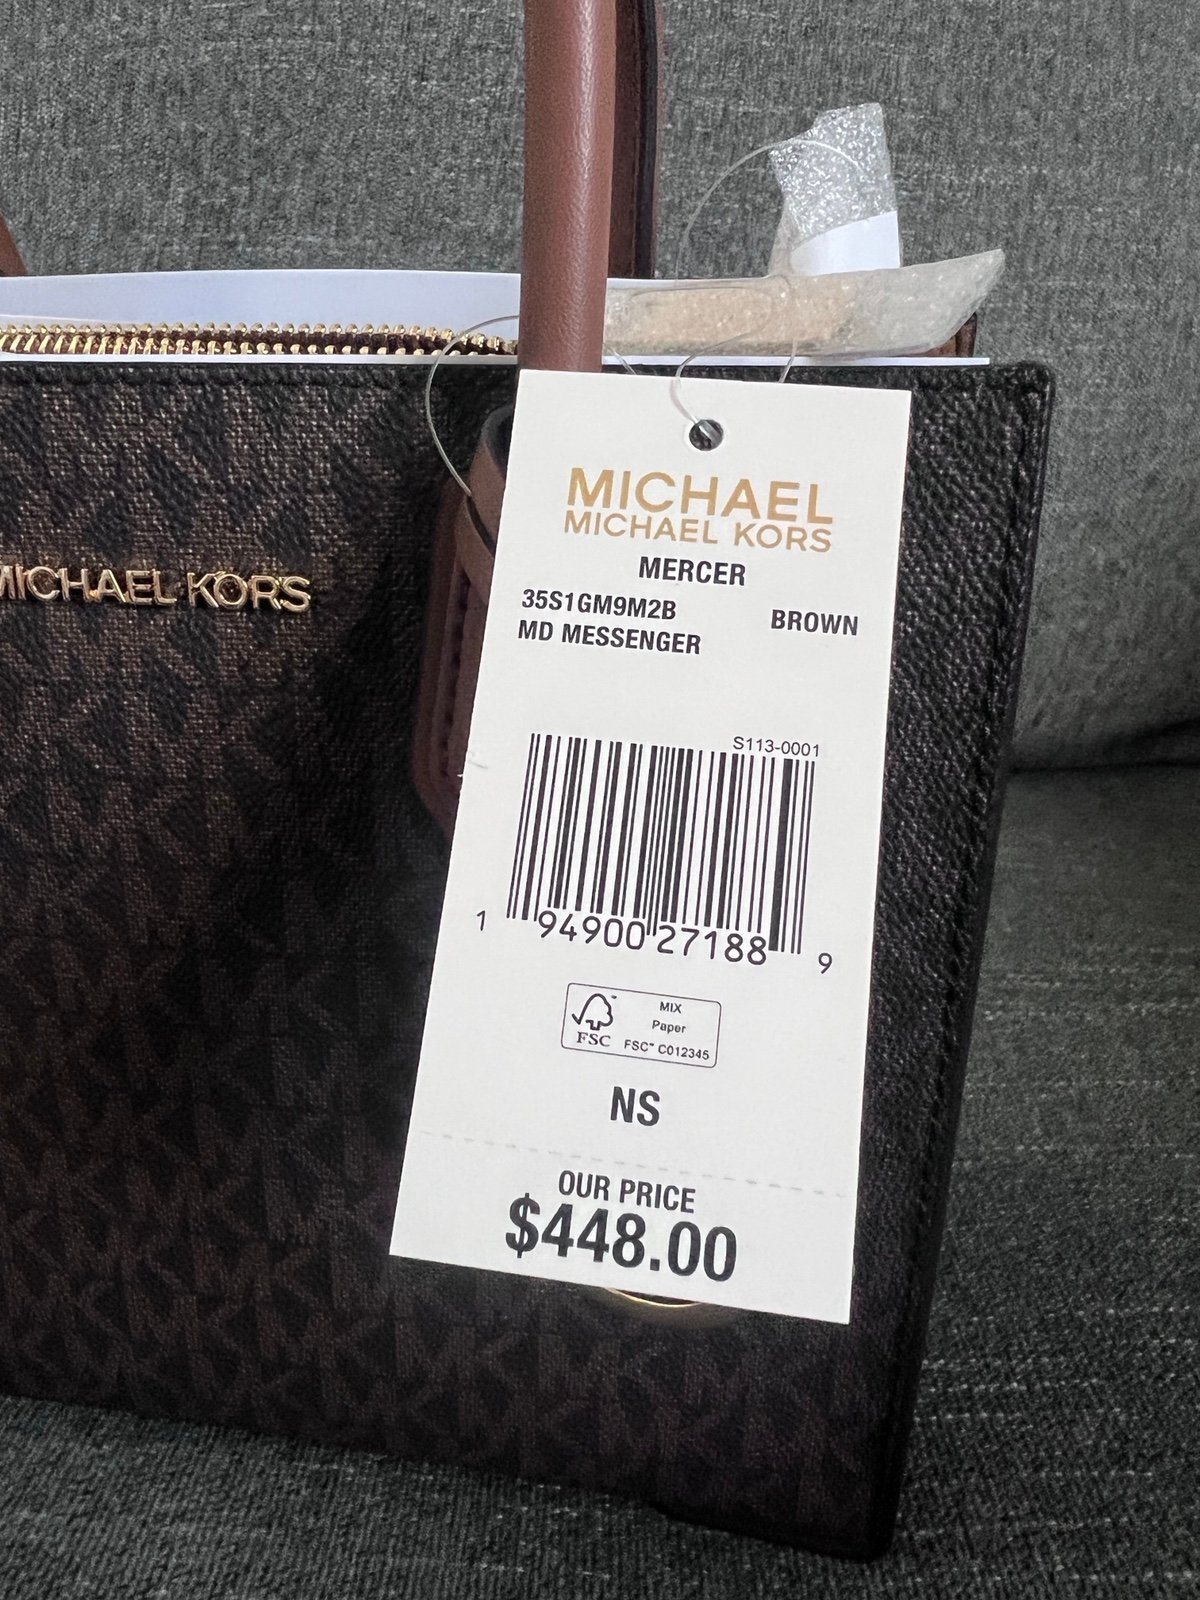 MICHAEL KORS
MICHAEL
MICHAEL KORS
MERCER
35S1GM9M2B BROWN
MD MESSENGER
S113-0001
1 94900 27188 9
MIX
Paper
FSC FSC™ C012345
NS
OUR PRICE
$448.00